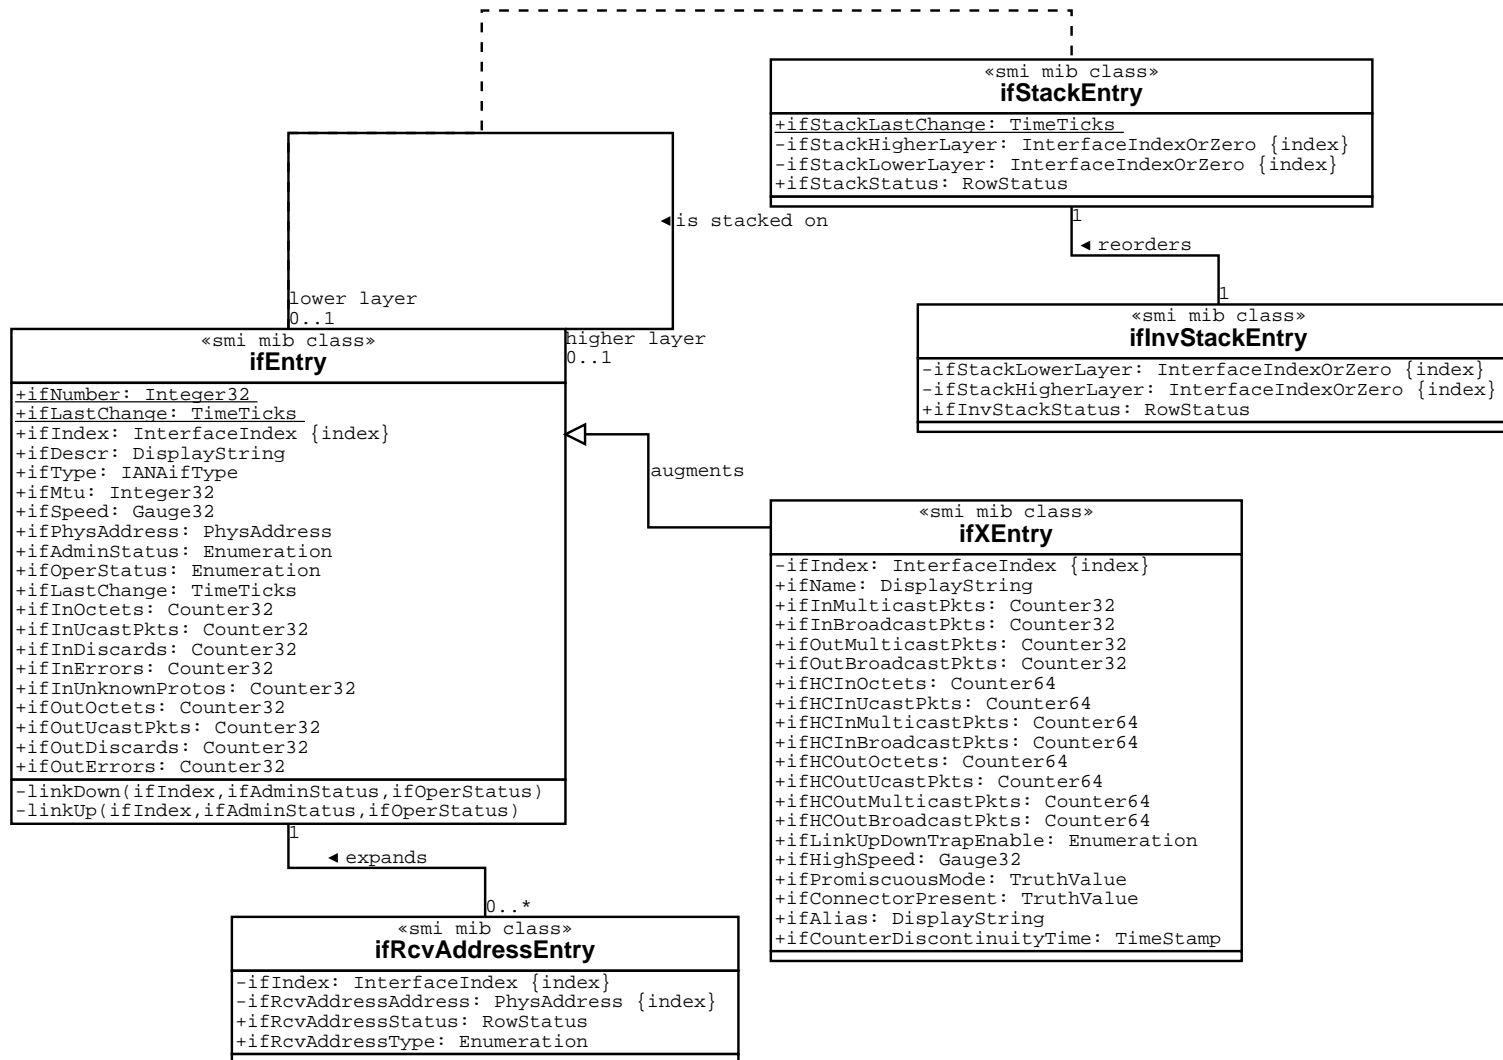 «smi mib class»
ifStackEntry
+ifStackLastChange: TimeTicks
-ifStackHigherLayer: InterfaceIndexOrZero {index}
-ifStackLowerLayer: InterfaceIndexOrZero {index}
+ifStackStatus: RowStatus
1
◄ reorders
1
◄ is stacked on
lower layer
0..1
higher layer
0..1
«smi mib class»
ifInvStackEntry
-ifStackLowerLayer: InterfaceIndexOrZero {index}
-ifStackHigherLayer: InterfaceIndexOrZero {index}
+ifInvStackStatus: RowStatus
«smi mib class»
ifEntry
+ifNumber: Integer32
+ifLastChange: TimeTicks
+ifIndex: InterfaceIndex {index}
+ifDescr: DisplayString
+ifType: IANAifType
+ifMtu: Integer32
+ifSpeed: Gauge32
+ifPhysAddress: PhysAddress
+ifAdminStatus: Enumeration
+ifOperStatus: Enumeration
+ifLastChange: TimeTicks
+ifInOctets: Counter32
+ifInUcastPkts: Counter32
+ifInDiscards: Counter32
+ifInErrors: Counter32
+ifInUnknownProtos: Counter32
+ifOutOctets: Counter32
+ifOutUcastPkts: Counter32
+ifOutDiscards: Counter32
+ifOutErrors: Counter32
-linkDown(ifIndex,ifAdminStatus,ifOperStatus)
-linkUp(ifIndex,ifAdminStatus,ifOperStatus)
augments
«smi mib class»
ifXEntry
-ifIndex: InterfaceIndex {index}
+ifName: DisplayString
+ifInMulticastPkts: Counter32
+ifInBroadcastPkts: Counter32
+ifOutMulticastPkts: Counter32
+ifOutBroadcastPkts: Counter32
+ifHCInOctets: Counter64
+ifHCInUcastPkts: Counter64
+ifHCInMulticastPkts: Counter64
+ifHCInBroadcastPkts: Counter64
+ifHCOutOctets: Counter64
+ifHCOutUcastPkts: Counter64
+ifHCOutMulticastPkts: Counter64
+ifHCOutBroadcastPkts: Counter64
+ifLinkUpDownTrapEnable: Enumeration
+ifHighSpeed: Gauge32
+ifPromiscuousMode: TruthValue
+ifConnectorPresent: TruthValue
+ifAlias: DisplayString
+ifCounterDiscontinuityTime: TimeStamp
1
◄ expands
0..*
«smi mib class»
ifRcvAddressEntry
-ifIndex: InterfaceIndex {index}
-ifRcvAddressAddress: PhysAddress {index}
+ifRcvAddressStatus: RowStatus
+ifRcvAddressType: Enumeration